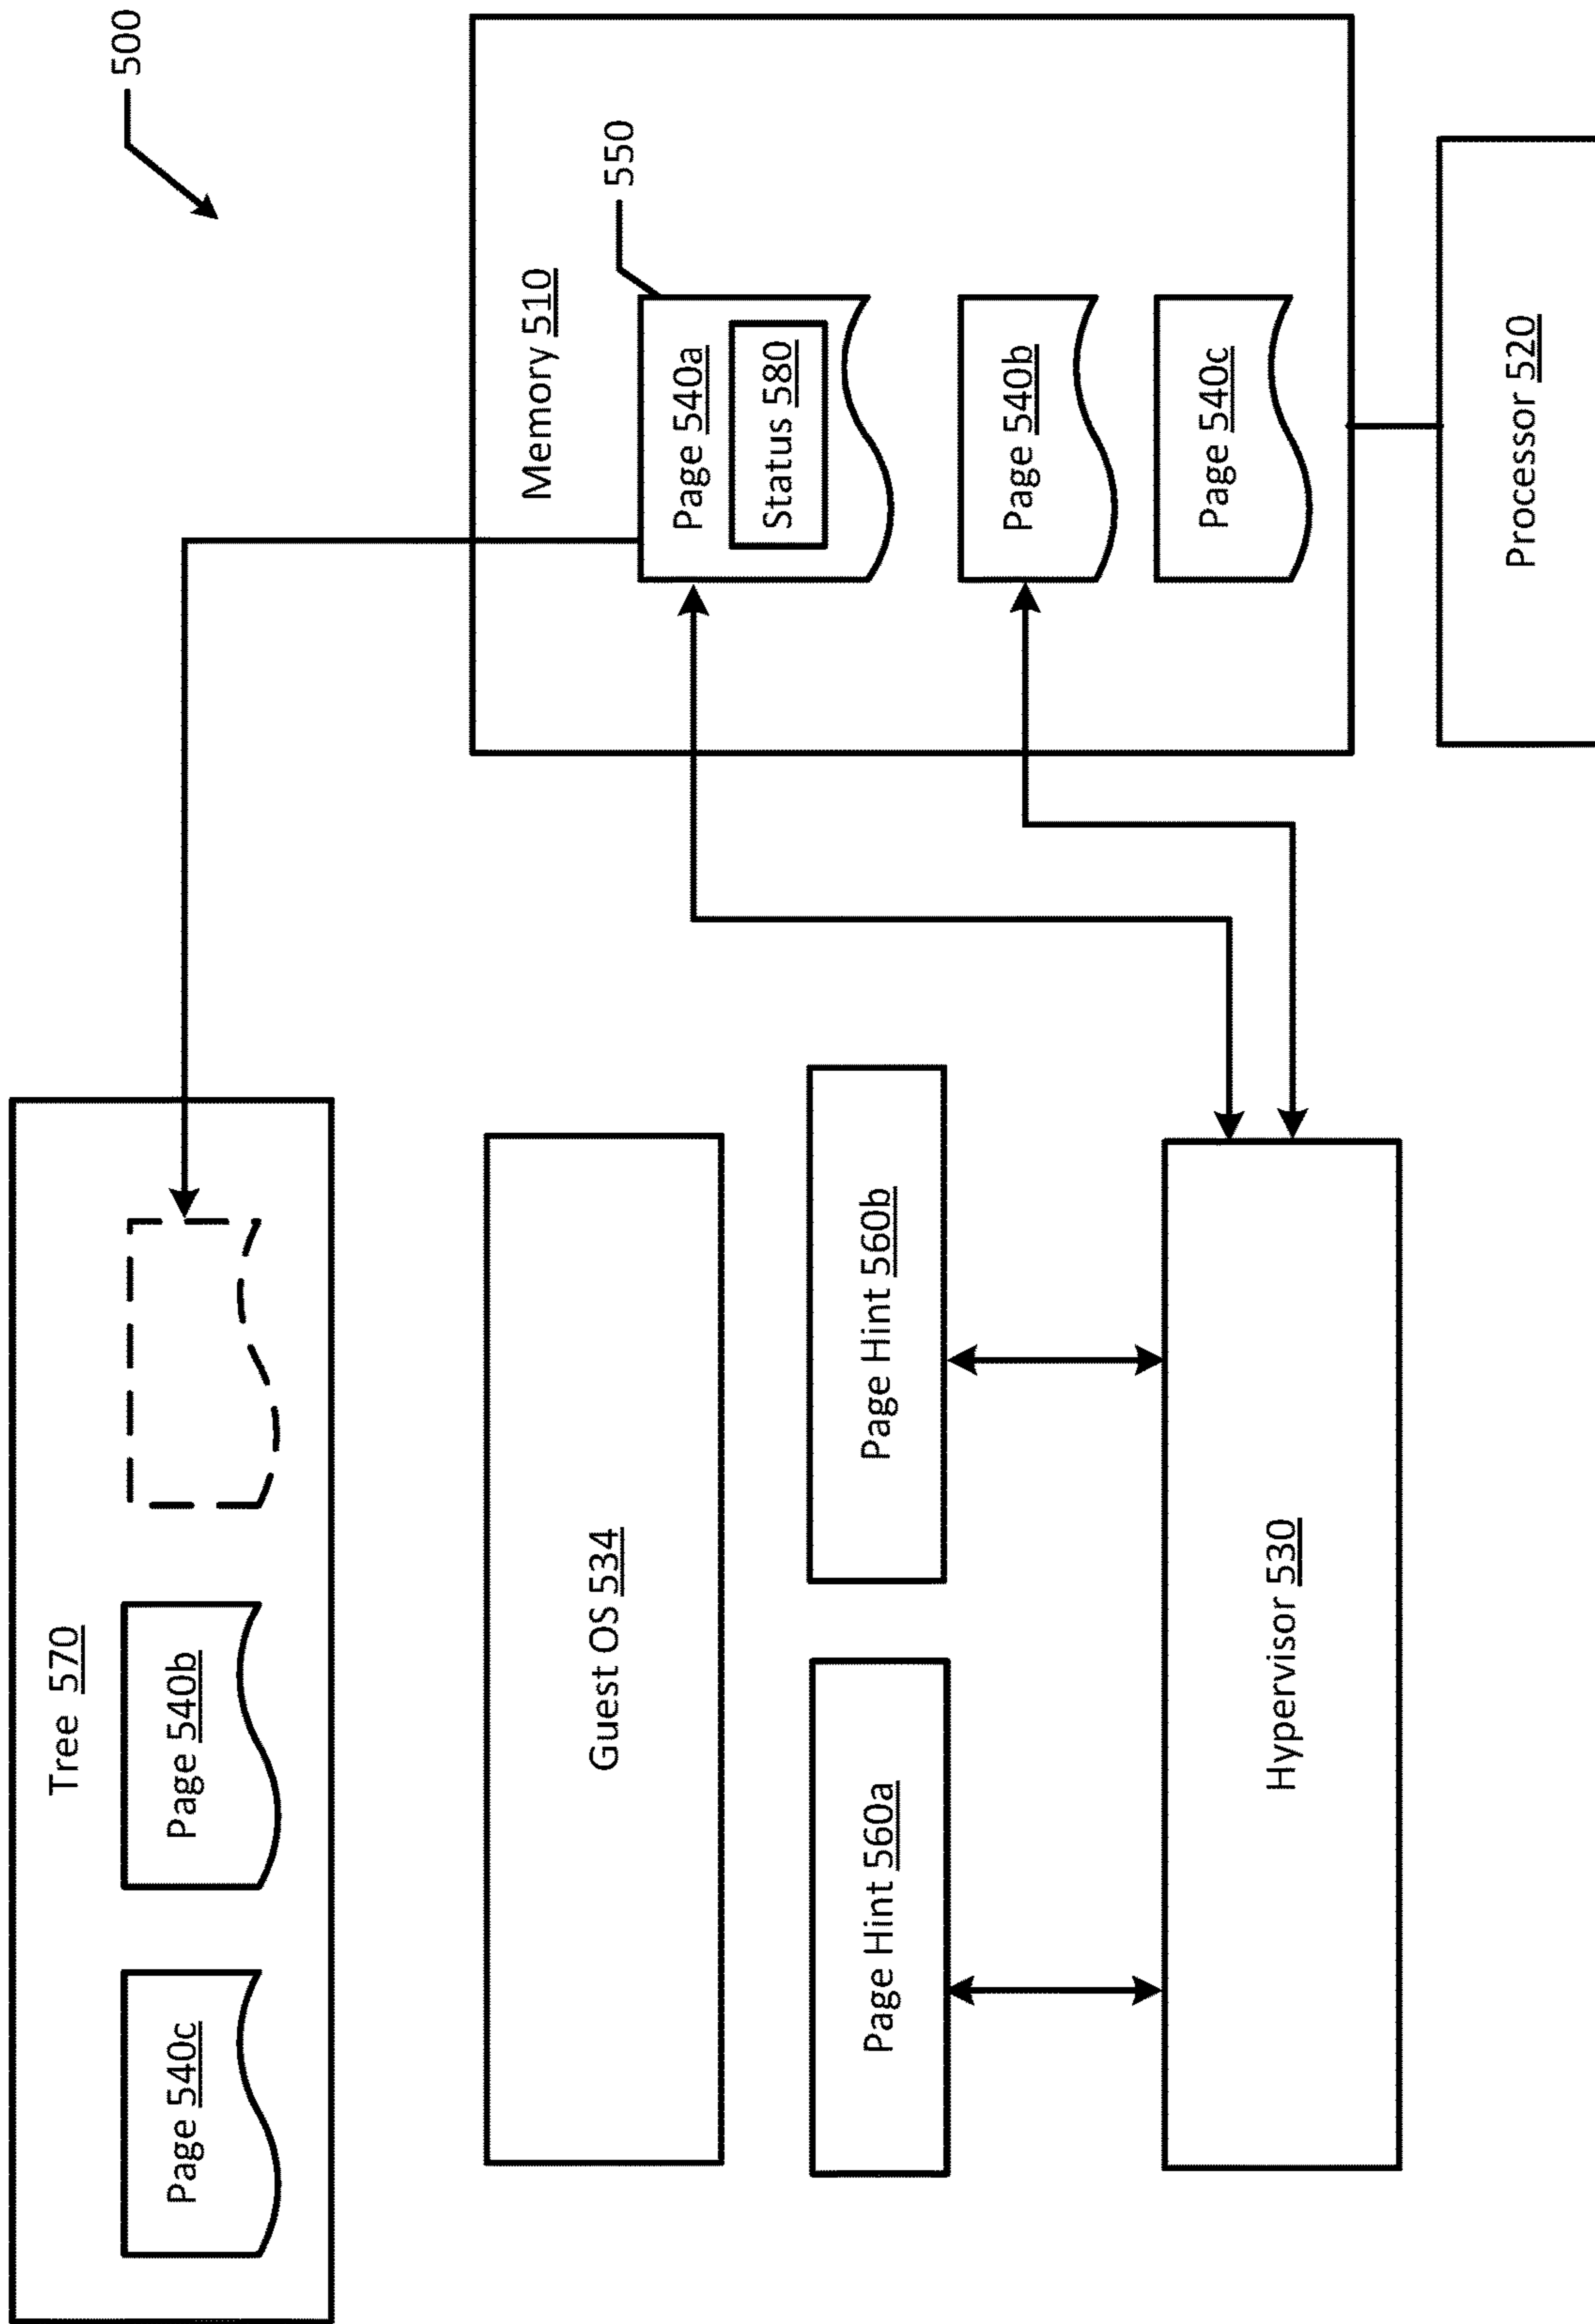 500
Tree 570
Page 540c
Page 540b
Guest OS 534
Page Hint 560a
Page Hint 560b
Hypervisor 530
Memory 510
550
Page 540a
Status 580
Page 540b
Page 540c
Processor 520